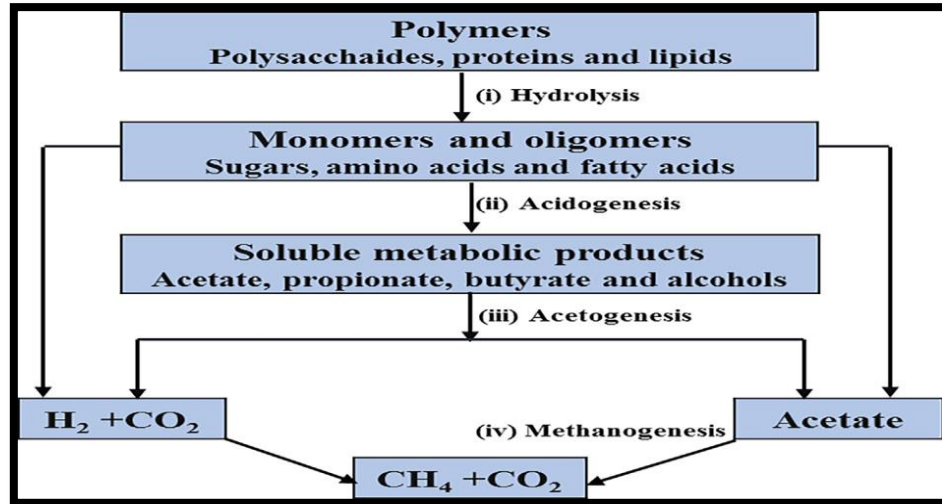 Polymers
Polysacchaides, proteins and lipids
(i) Hydrolysis
Monomers and oligomers
Sugars, amino acids and fatty acids
(ii) Acidogenesis
Soluble metabolic products
Acetate, propionate, butyrate and alcohols
(iii) Acetogenesis
H₂ +CO₂
(iv) Methanogenesis
Acetate
CH₄ +CO₂